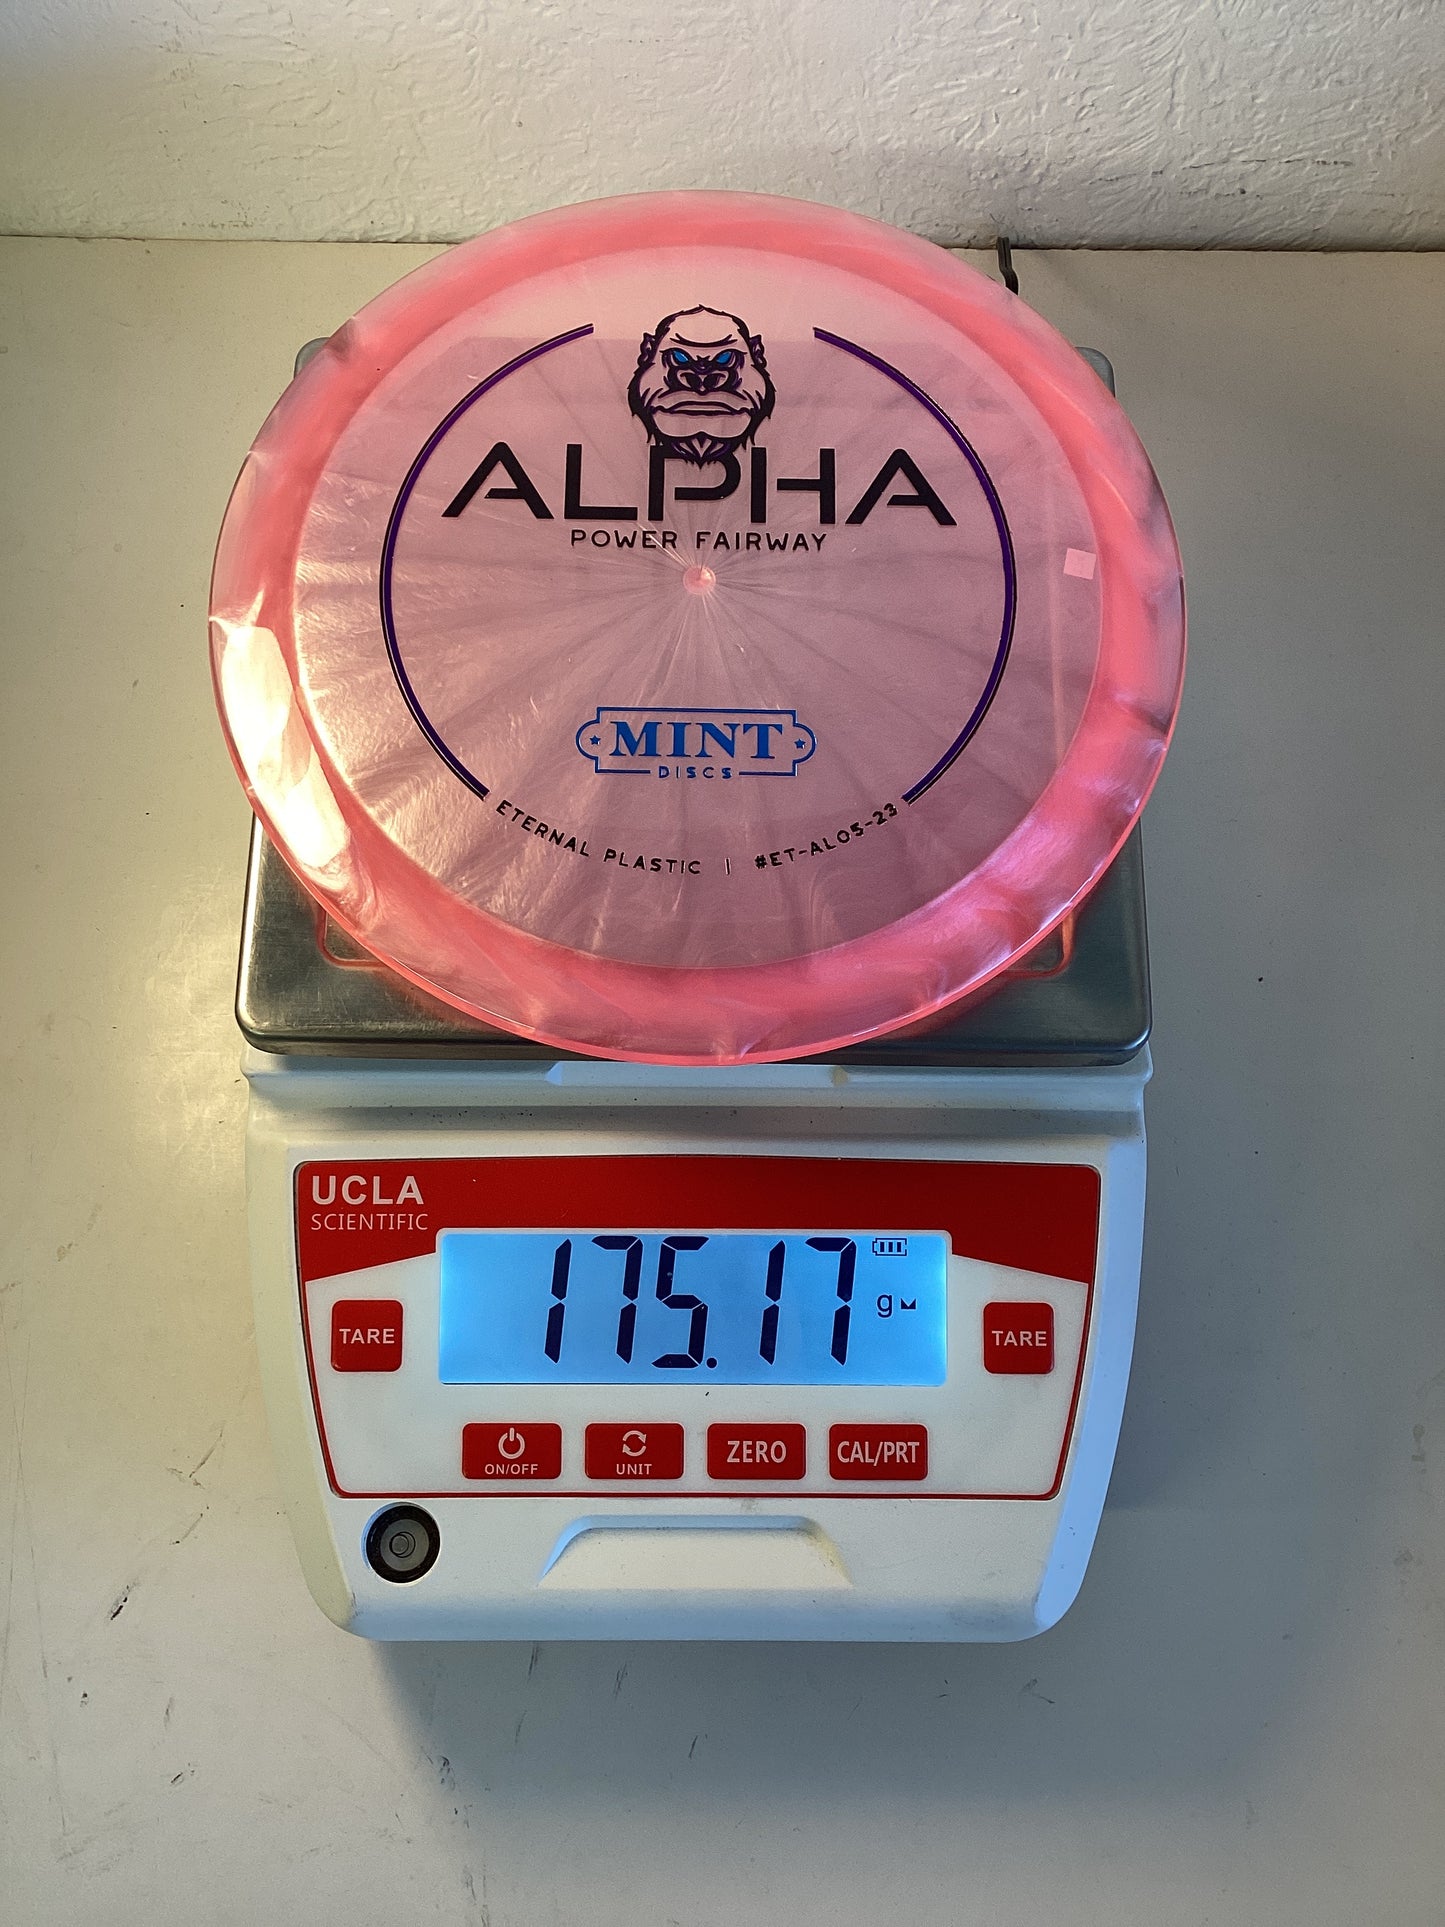 ALPHA
POWER FAIRWAY
MINT
DISCS
ETERNAL PLASTIC | #ET-AL05-23
UCLA
SCIENTIFIC
175.17 g
TARE
TARE
ON/OFF
UNIT
ZERO
CAL/PRT